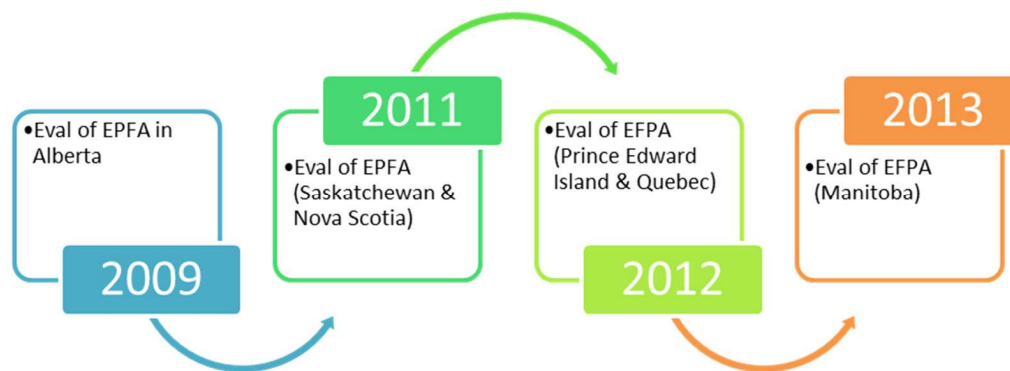 •Eval of EPFA in
Alberta
2009
2011
•Eval of EPFA
(Saskatchewan &
Nova Scotia)
•Eval of EFPA
(Prince Edward
Island & Quebec)
2012
2013
•Eval of EFPA
(Manitoba)